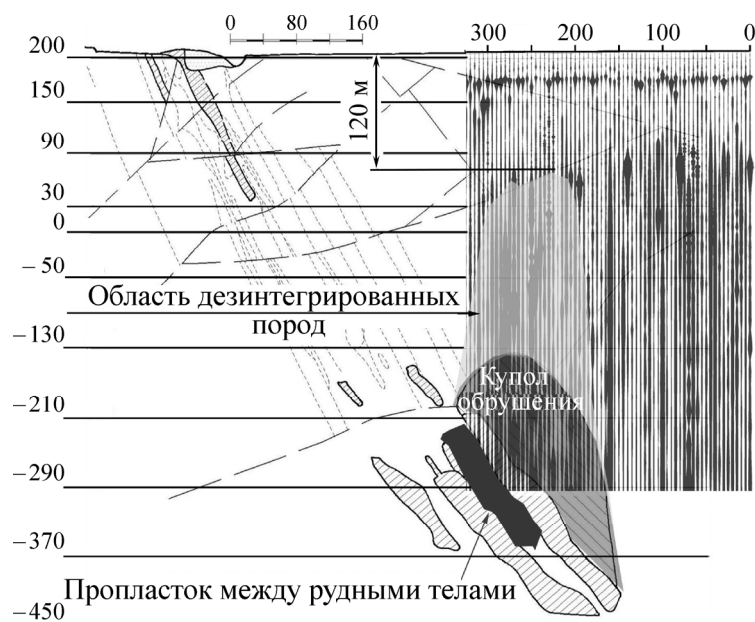 0 80 160
300 200 100 0
200
150
120 м
90
30
0
–50
Область дезинтегрированных
пород
–130
Купол
обрушения
–210
–290
–370
Пропласток между рудными телами
–450